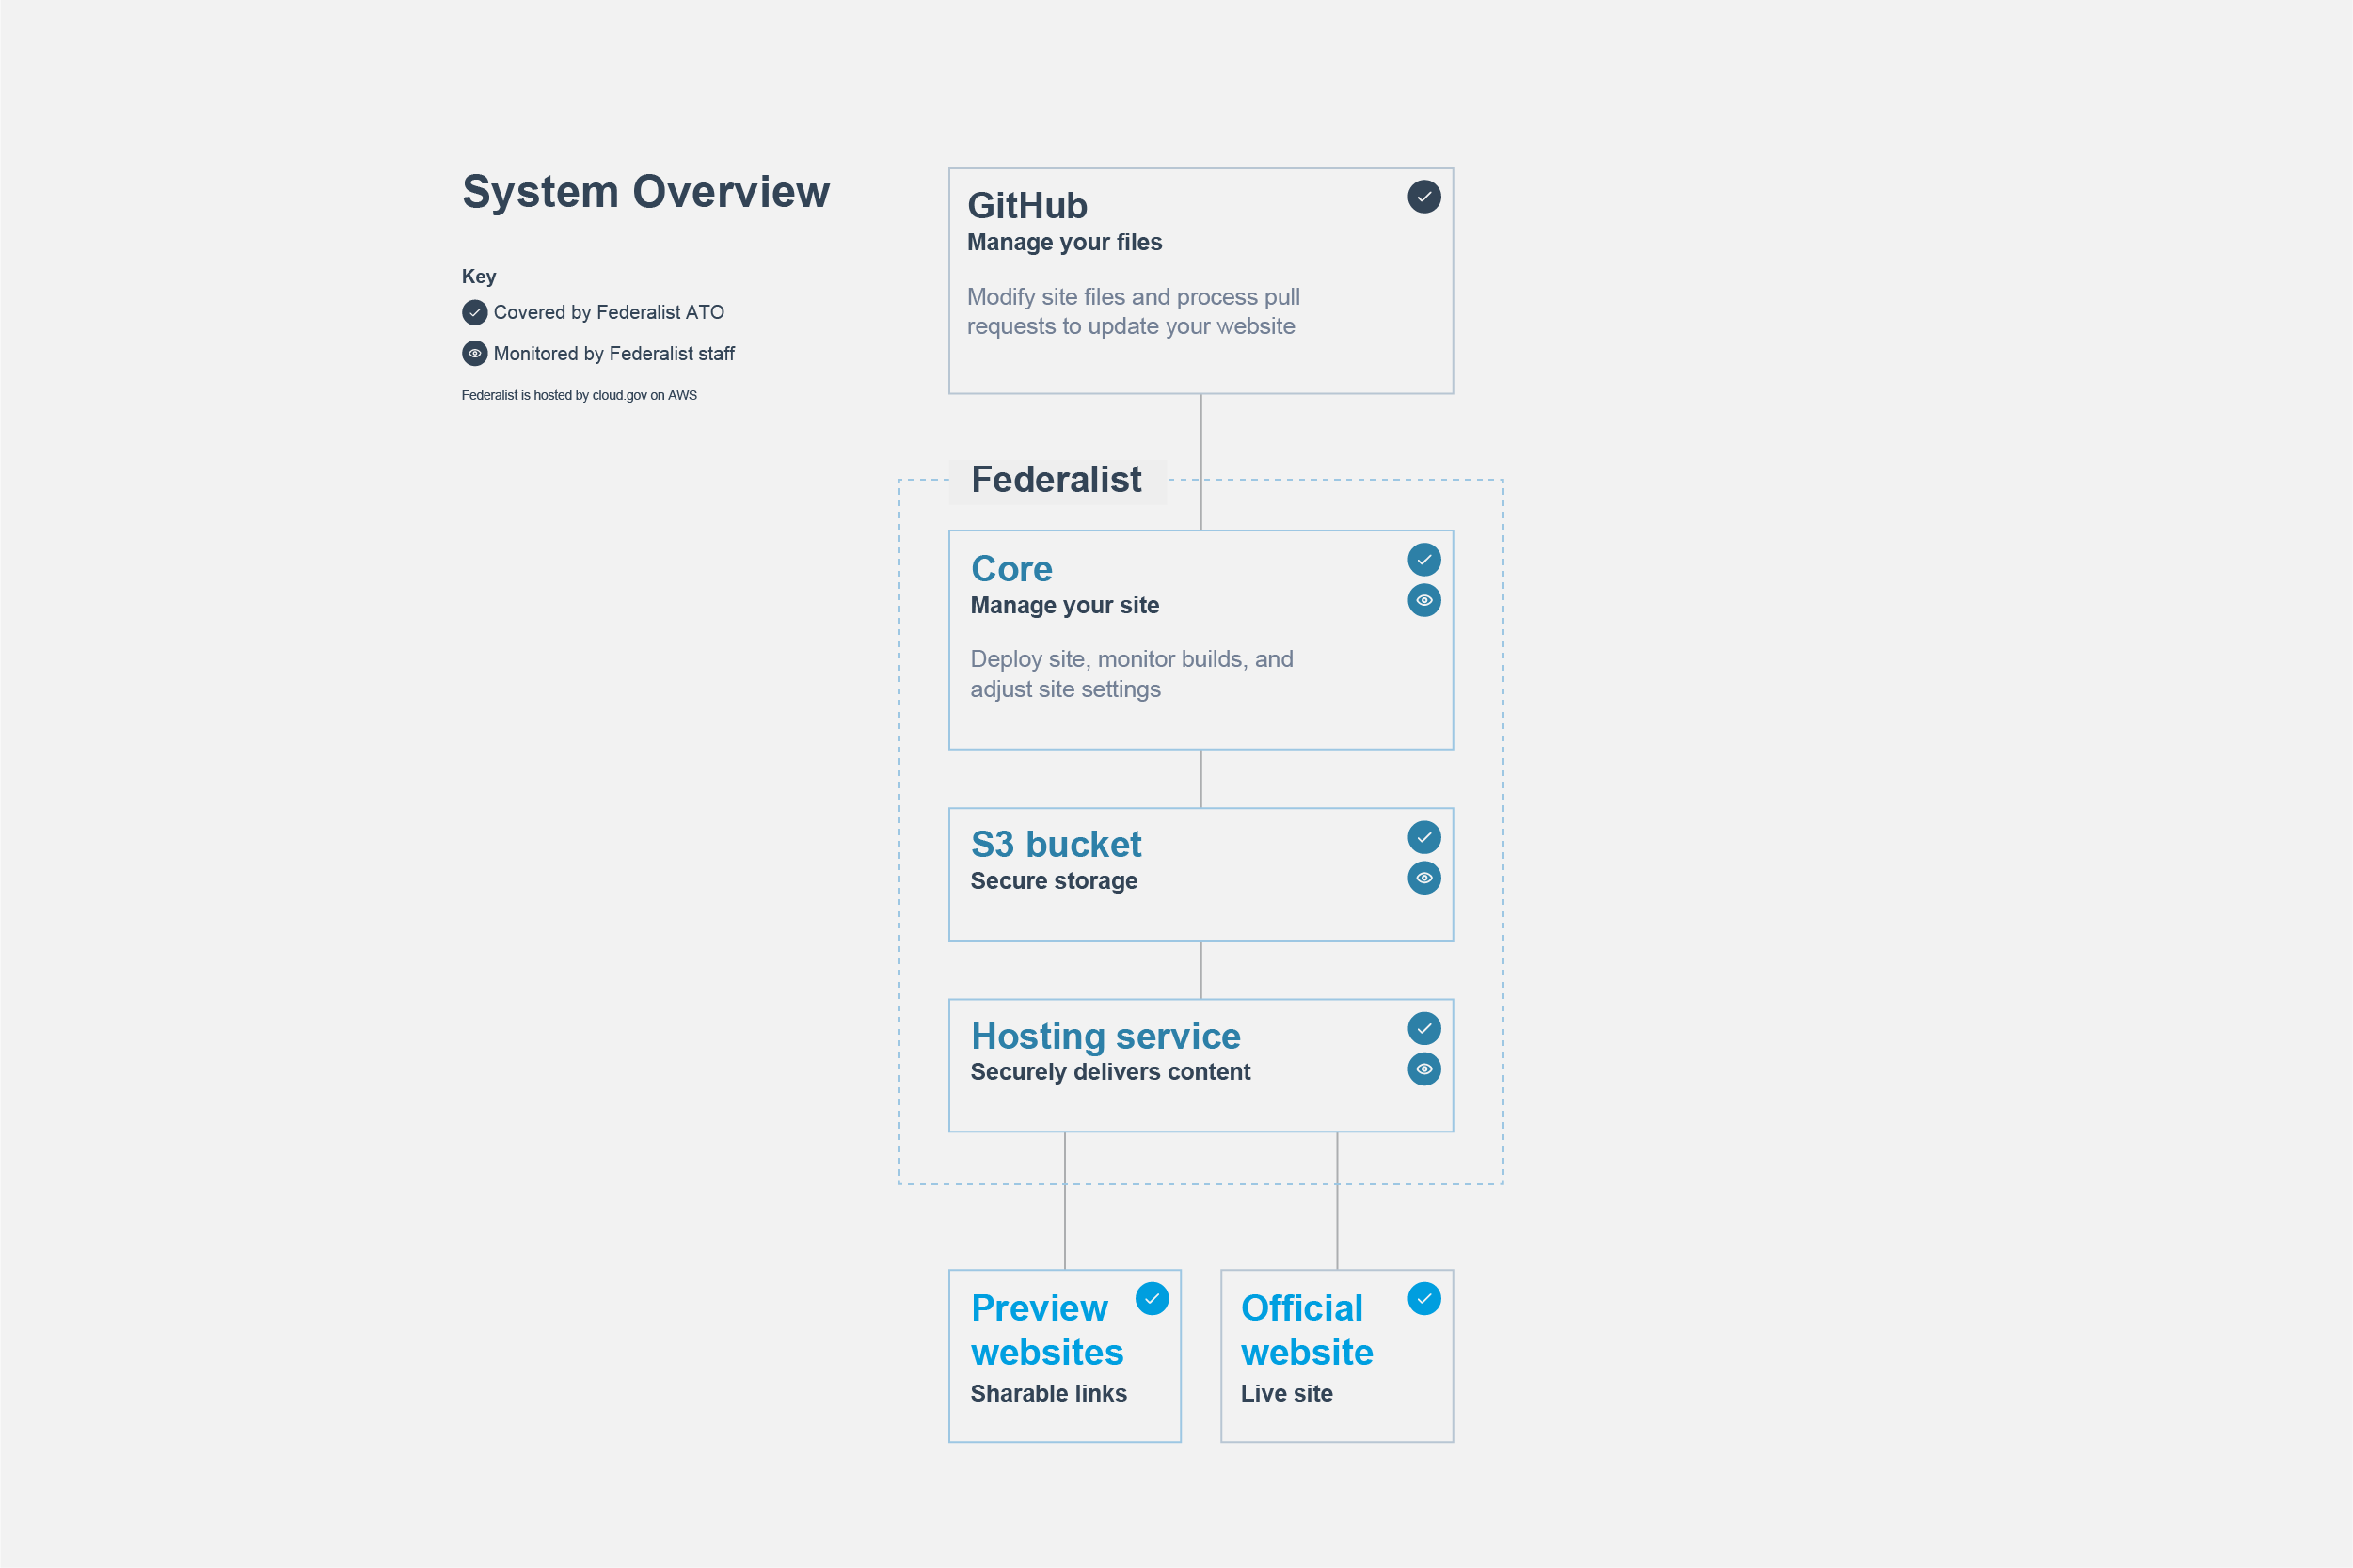 System Overview
Key
Covered by Federalist ATO
Monitored by Federalist staff
Federalist is hosted by cloud.gov on AWS
GitHub
Manage your files
Modify site files and process pull
requests to update your website
Federalist
Core
Manage your site
Deploy site, monitor builds, and
adjust site settings
S3 bucket
Secure storage
Hosting service
Securely delivers content
Preview
websites
Sharable links
Official
website
Live site